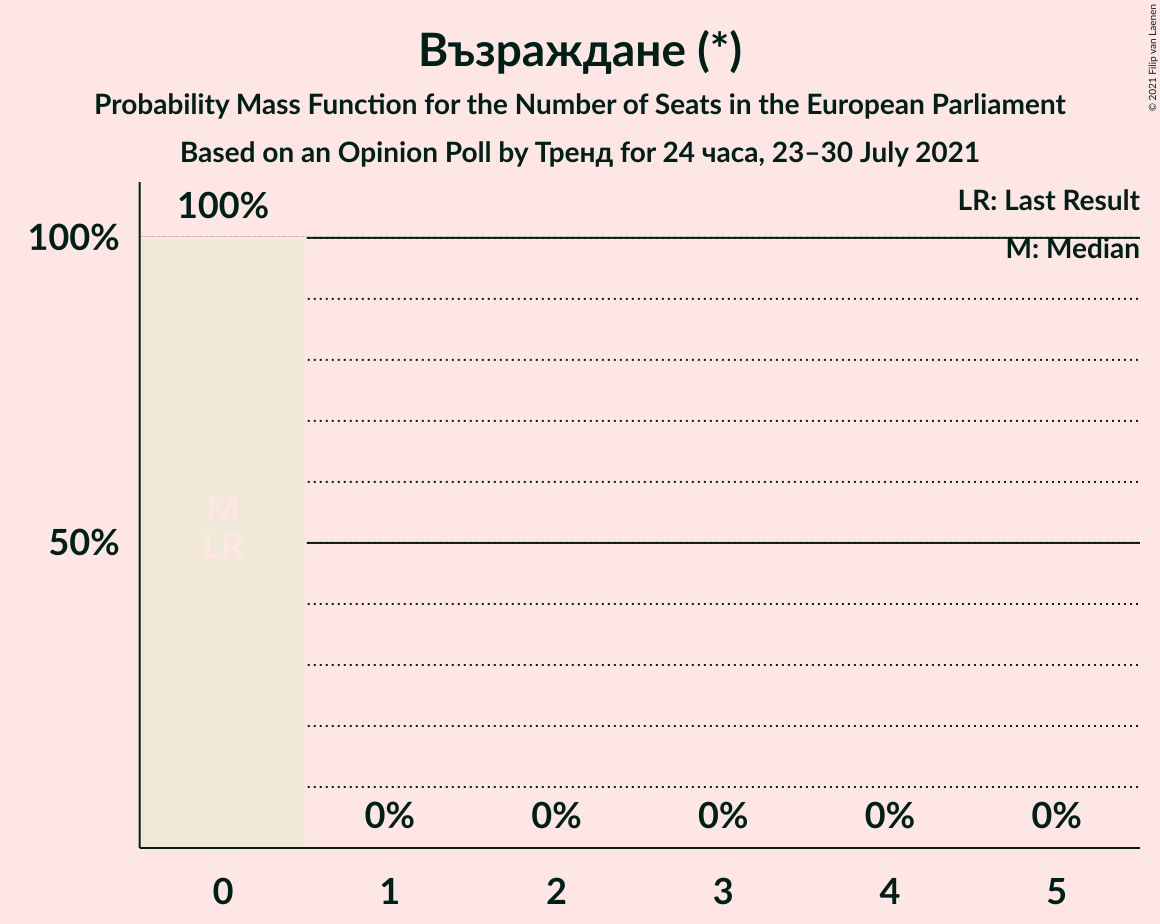 Възраждане (*)
Probability Mass Function for the Number of Seats in the European Parliament
Based on an Opinion Poll by Тренд for 24 часа, 23–30 July 2021
© 2021 Filip van Laenen
LR: Last Result
M: Median
100%
100%
50%
M
LR
0% 0% 0% 0% 0%
0 1 2 3 4 5